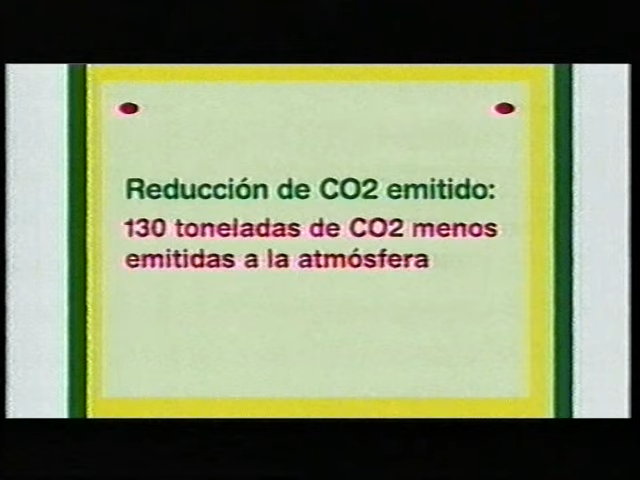 Reducción de CO2 emitido:
130 toneladas de CO2 menos
emitidas a la atmósfera